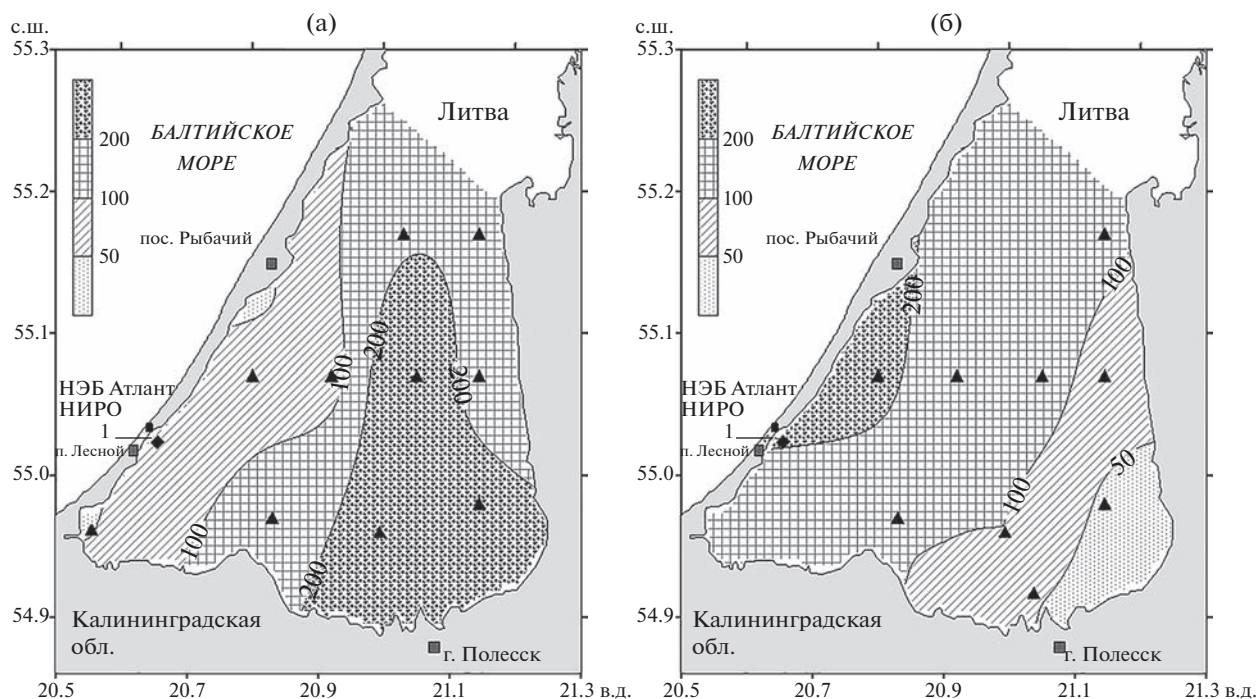 (а)
с.ш.
55.3
55.2
55.1
55.0
54.9
20.5
20.7
20.9
21.1
21.3 в.д.
200
100
50
БАЛТИЙСКОЕ
МОРЕ
Литва
пос. Рыбачий
НЭБ Атлант
НИРО
1
п. Лесной
100
200
200
100
200
Калининградская
обл.
г. Полесск
(б)
с.ш.
55.3
55.2
55.1
55.0
54.9
20.5
20.7
20.9
21.1
21.3 в.д.
200
100
50
БАЛТИЙСКОЕ
МОРЕ
Литва
пос. Рыбачий
НЭБ Атлант
НИРО
1
п. Лесной
200
100
100
50
Калининградская
обл.
г. Полесск